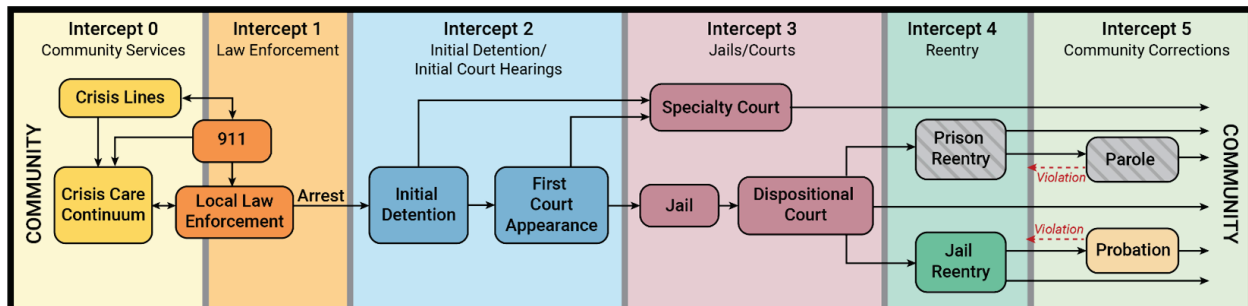 Intercept 0
Community Services
Intercept 1
Law Enforcement
Intercept 2
Initial Detention/
Initial Court Hearings
Intercept 3
Jails/Courts
Intercept 4
Reentry
Intercept 5
Community Corrections
COMMUNITY
Crisis Lines
911
Crisis Care
Continuum
Local Law
Enforcement
Arrest
Initial
Detention
First
Court
Appearance
Specialty Court
Jail
Dispositional
Court
Prison
Reentry
Violation
Parole
Jail
Reentry
Violation
Probation
COMMUNITY